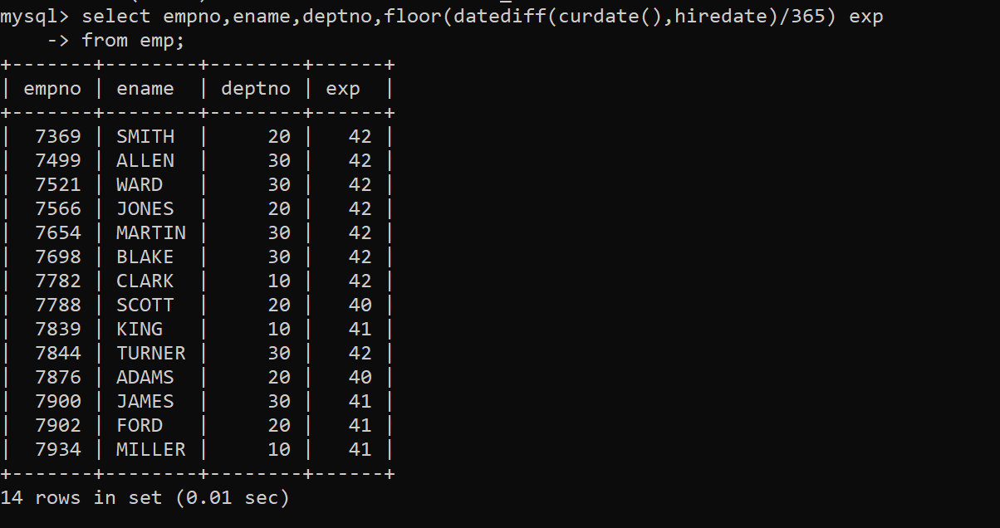 mysql> select empno,ename,deptno,floor(datediff(curdate(),hiredate)/365) exp
    -> from emp;
+-------+--------+--------+------+
| empno | ename  | deptno | exp  |
+-------+--------+--------+------+
|  7369 | SMITH  |     20 |   42 |
|  7499 | ALLEN  |     30 |   42 |
|  7521 | WARD   |     30 |   42 |
|  7566 | JONES  |     20 |   42 |
|  7654 | MARTIN |     30 |   42 |
|  7698 | BLAKE  |     30 |   42 |
|  7782 | CLARK  |     10 |   42 |
|  7788 | SCOTT  |     20 |   40 |
|  7839 | KING   |     10 |   41 |
|  7844 | TURNER |     30 |   42 |
|  7876 | ADAMS  |     20 |   40 |
|  7900 | JAMES  |     30 |   41 |
|  7902 | FORD   |     20 |   41 |
|  7934 | MILLER |     10 |   41 |
+-------+--------+--------+------+
14 rows in set (0.01 sec)